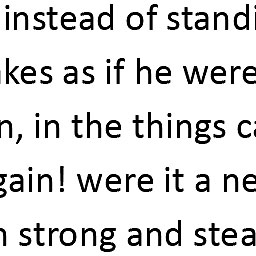 instead of standi
akes as if he were
n, in the things ca
gain! were it a ne
n strong and stea